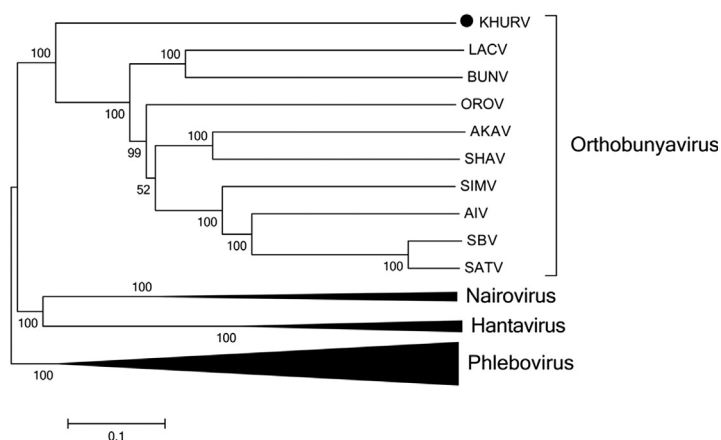 KHURV
100
LACV
100
BUNV
100
OROV
99
AKAV
100
SHAV
52
SIMV
100
AIV
100
SBV
100
SATV
Orthobunyavirus
100
Nairovirus
100
Hantavirus
100
Phlebovirus
100
0.1